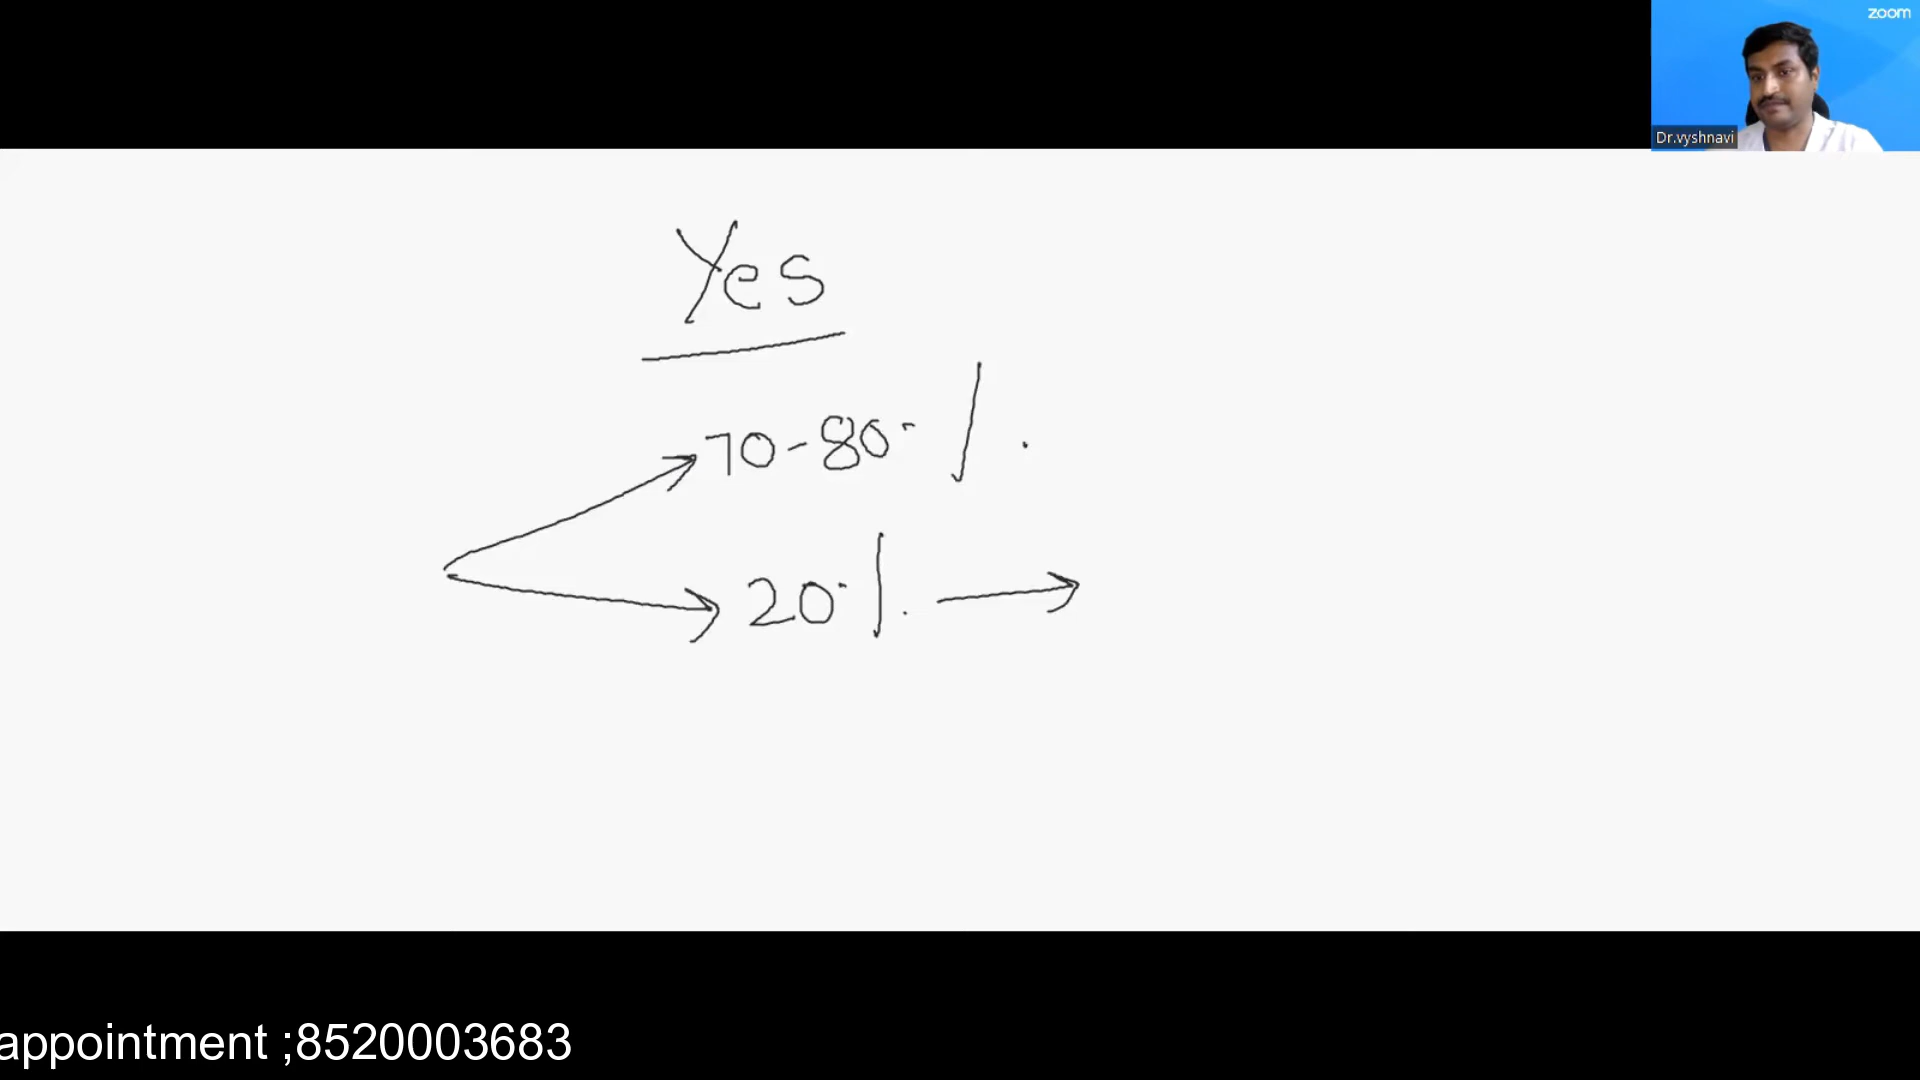 zoom
Dr.vyshnavi
Yes
70-80%
20%
appointment ;8520003683